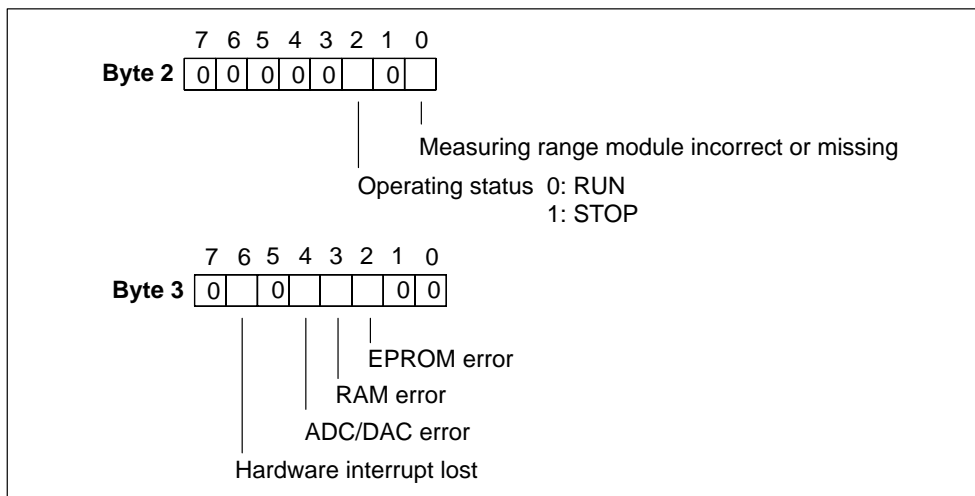 7 6 5 4 3 2 1 0
Byte 2 0 0 0 0 0 0
Measuring range module incorrect or missing
Operating status 0: RUN
1: STOP
7 6 5 4 3 2 1 0
Byte 3 0 0 0 0
EPROM error
RAM error
ADC/DAC error
Hardware interrupt lost